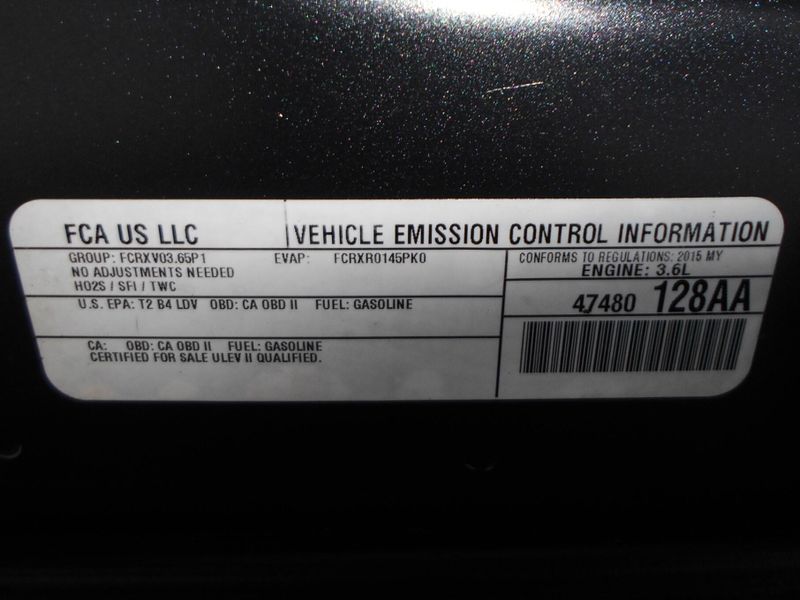 FCA US LLC
VEHICLE EMISSION CONTROL INFORMATION
GROUP: FCRXV03.65P1 EVAP: FCRXR0145PK0
NO ADJUSTMENTS NEEDED
HO2S / SFI / TWC
CONFORMS TO REGULATIONS: 2015 MY
ENGINE: 3.6L
U.S. EPA: T2 B4 LDV OBD: CA OBD II FUEL: GASOLINE
47480 128AA
CA: OBD: CA OBD II FUEL: GASOLINE
CERTIFIED FOR SALE ULEV II QUALIFIED.